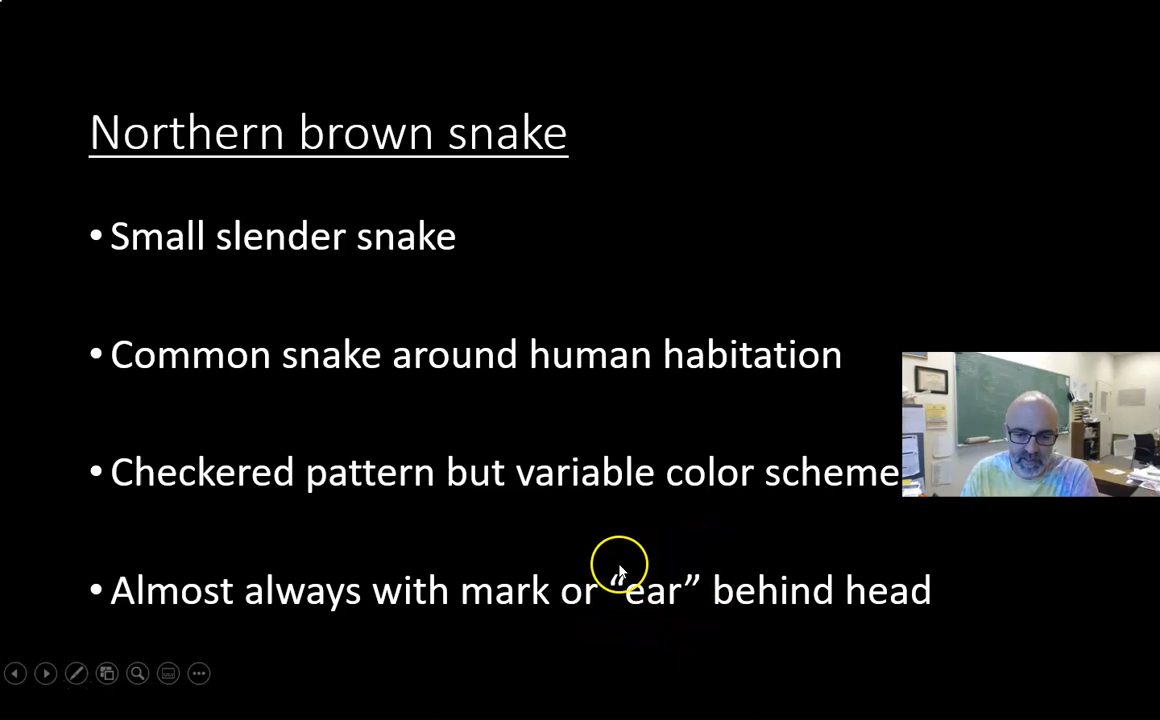 Northern brown snake
• Small slender snake
• Common snake around human habitation
• Checkered pattern but variable color scheme
• Almost always with mark or “ear” behind head